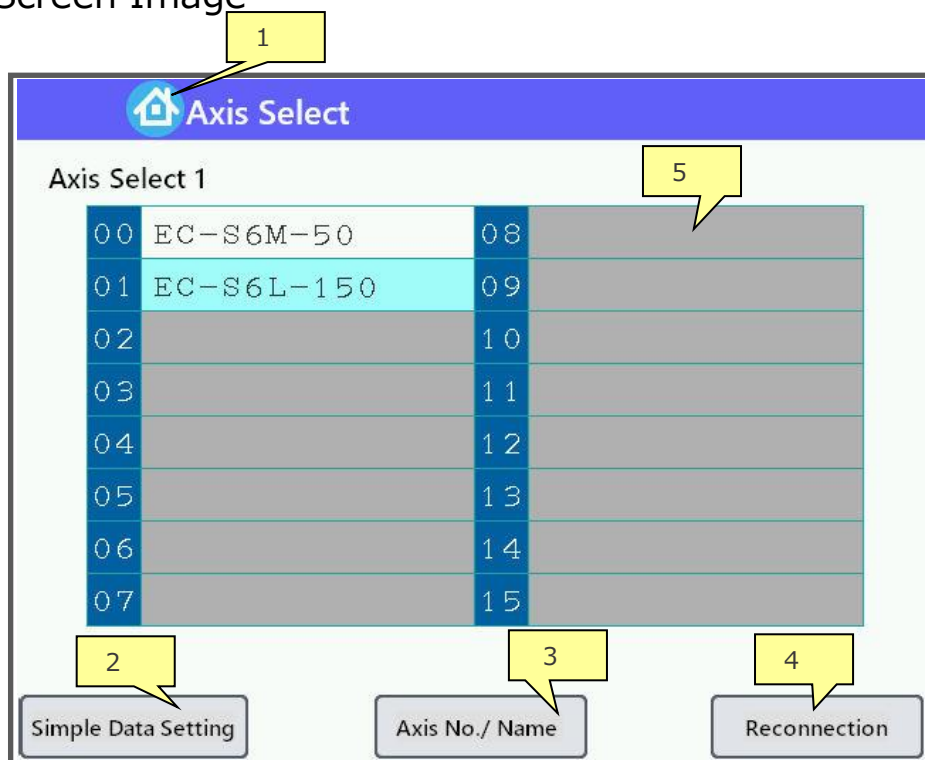 Screen Image
1
Axis Select
Axis Select 1
5
00 EC-S6M-50 08
01 EC-S6L-150 09
02 10
03 11
04 12
05 13
06 14
07 15
2 3 4
Simple Data Setting Axis No./ Name Reconnection